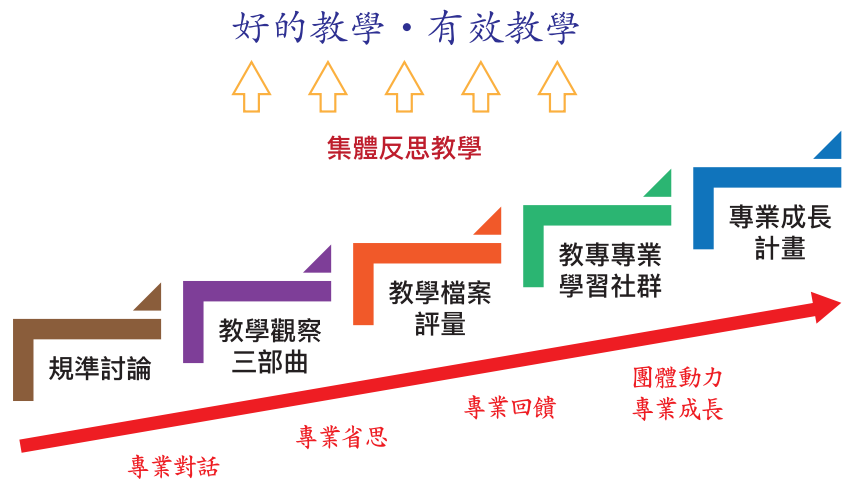 好的教學・有效教學
集體反思教學
規準討論
教學觀察
三部曲
教學檔案
評量
教專專業
學習社群
專業成長
計畫
專業對話
專業省思
專業回饋
團體動力
專業成長